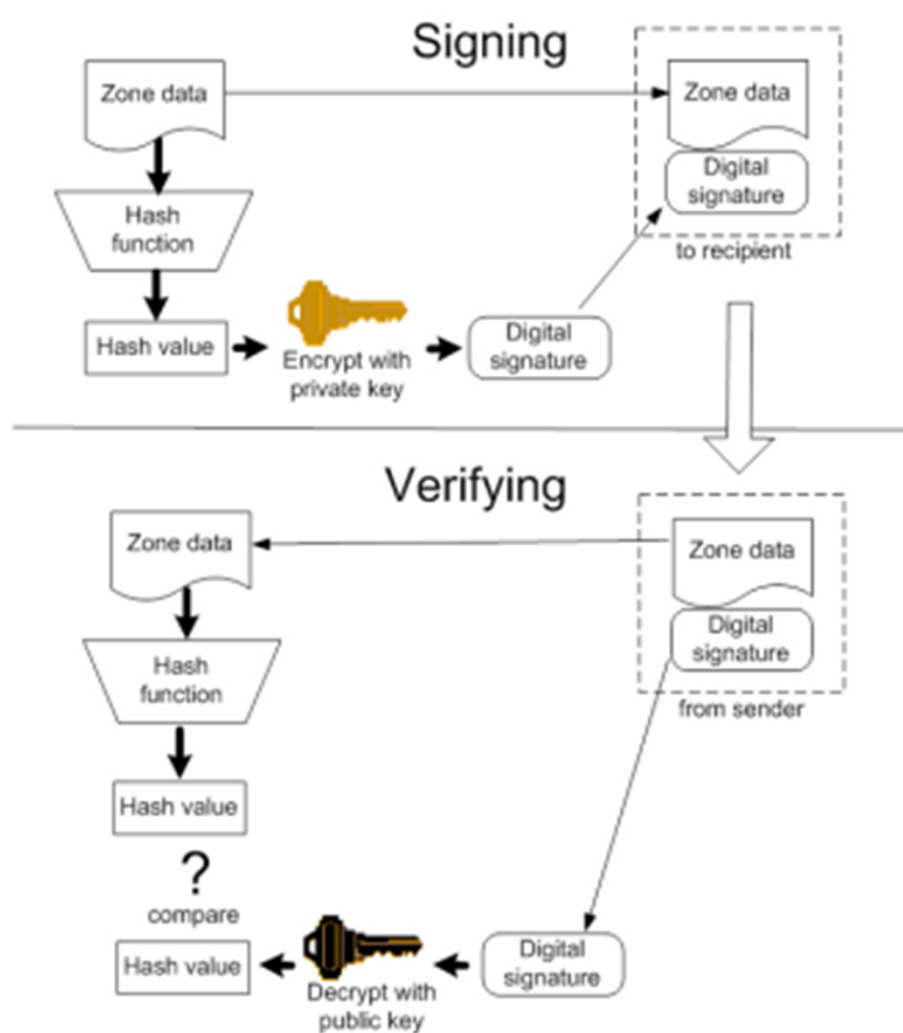 Signing
Zone data
Zone data
Digital
signature
Hash
function
to recipient
Hash value
Encrypt with
private key
Digital
signature
Verifying
Zone data
Zone data
Digital
signature
Hash
function
from sender
Hash value
?
compare
Hash value
Decrypt with
public key
Digital
signature